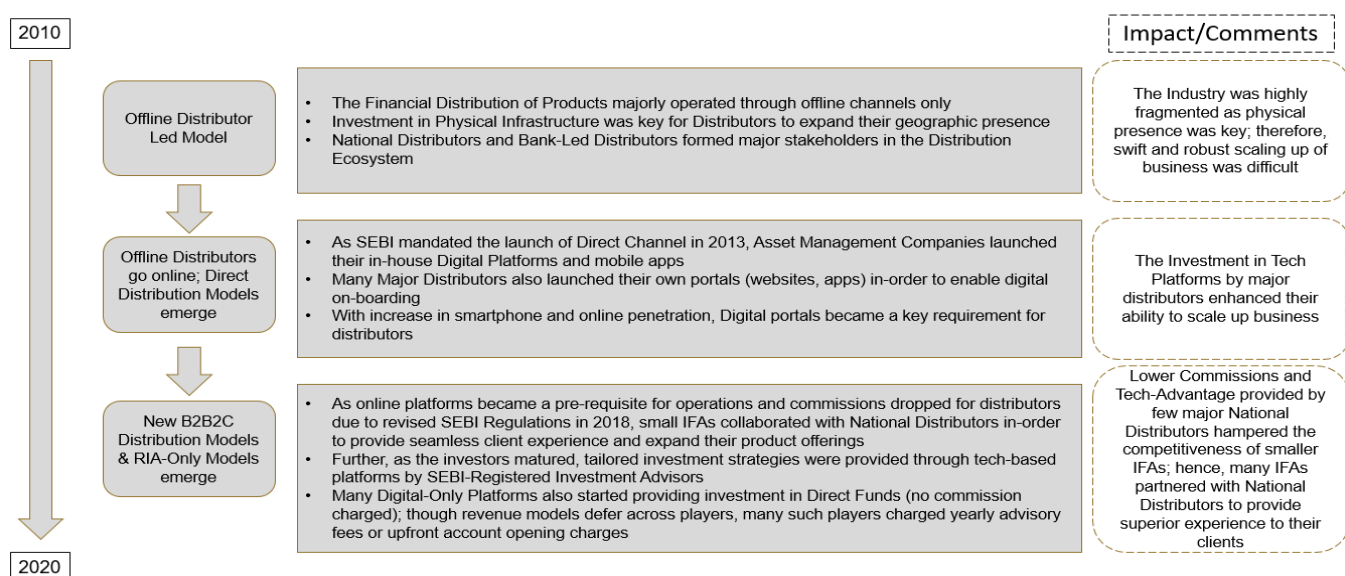 2010
Impact/Comments
Offline Distributor
Led Model
• The Financial Distribution of Products majorly operated through offline channels only
• Investment in Physical Infrastructure was key for Distributors to expand their geographic presence
• National Distributors and Bank-Led Distributors formed major stakeholders in the Distribution
Ecosystem
The Industry was highly
fragmented as physical
presence was key; therefore,
swift and robust scaling up of
business was difficult
Offline Distributors
go online; Direct
Distribution Models
emerge
• As SEBI mandated the launch of Direct Channel in 2013, Asset Management Companies launched
their in-house Digital Platforms and mobile apps
• Many Major Distributors also launched their own portals (websites, apps) in-order to enable digital
on-boarding
• With increase in smartphone and online penetration, Digital portals became a key requirement for
distributors
The Investment in Tech
Platforms by major
distributors enhanced their
ability to scale up business
New B2B2C
Distribution Models
& RIA-Only Models
emerge
• As online platforms became a pre-requisite for operations and commissions dropped for distributors
due to revised SEBI Regulations in 2018, small IFAs collaborated with National Distributors in-order
to provide seamless client experience and expand their product offerings
• Further, as the investors matured, tailored investment strategies were provided through tech-based
platforms by SEBI-Registered Investment Advisors
• Many Digital-Only Platforms also started providing investment in Direct Funds (no commission
charged); though revenue models defer across players, many such players charged yearly advisory
fees or upfront account opening charges
Lower Commissions and
Tech-Advantage provided by
few major National
Distributors hampered the
competitiveness of smaller
IFAs; hence, many IFAs
partnered with National
Distributors to provide
superior experience to their
clients
2020